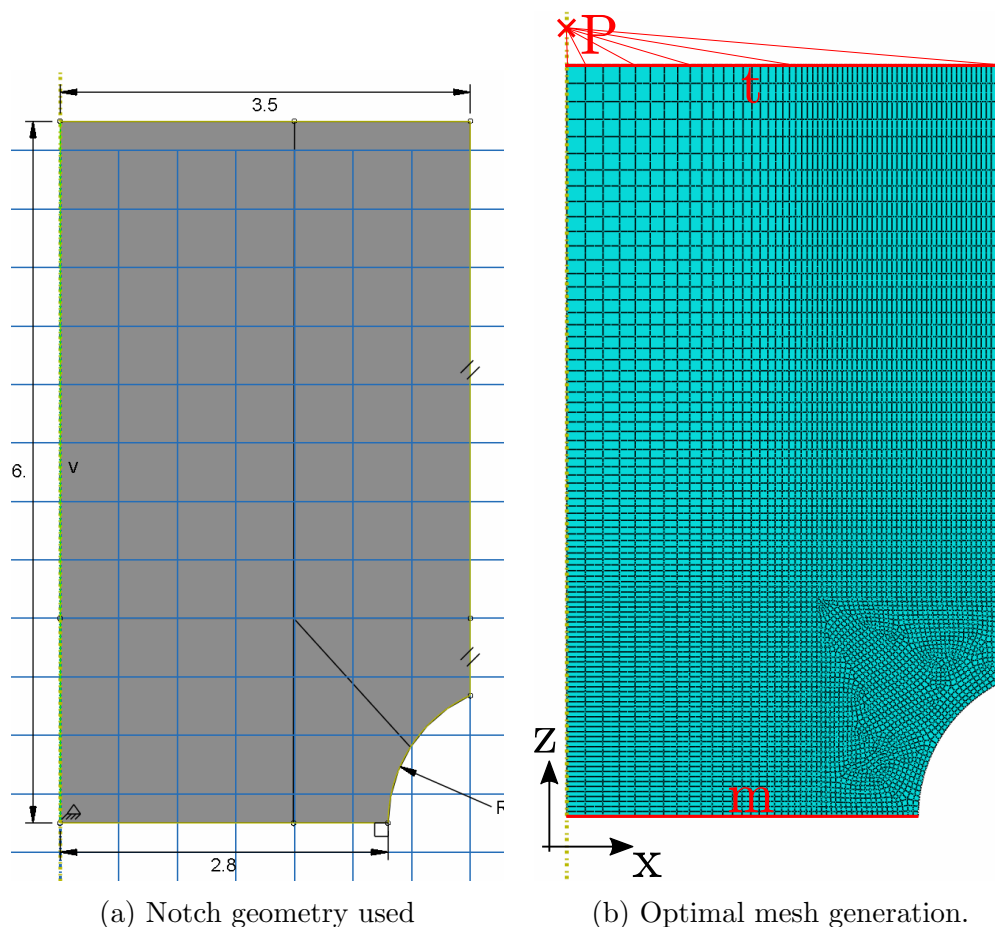 P
t
3.5
6.
v
R
2.8
m
z
x
(a) Notch geometry used
(b) Optimal mesh generation.